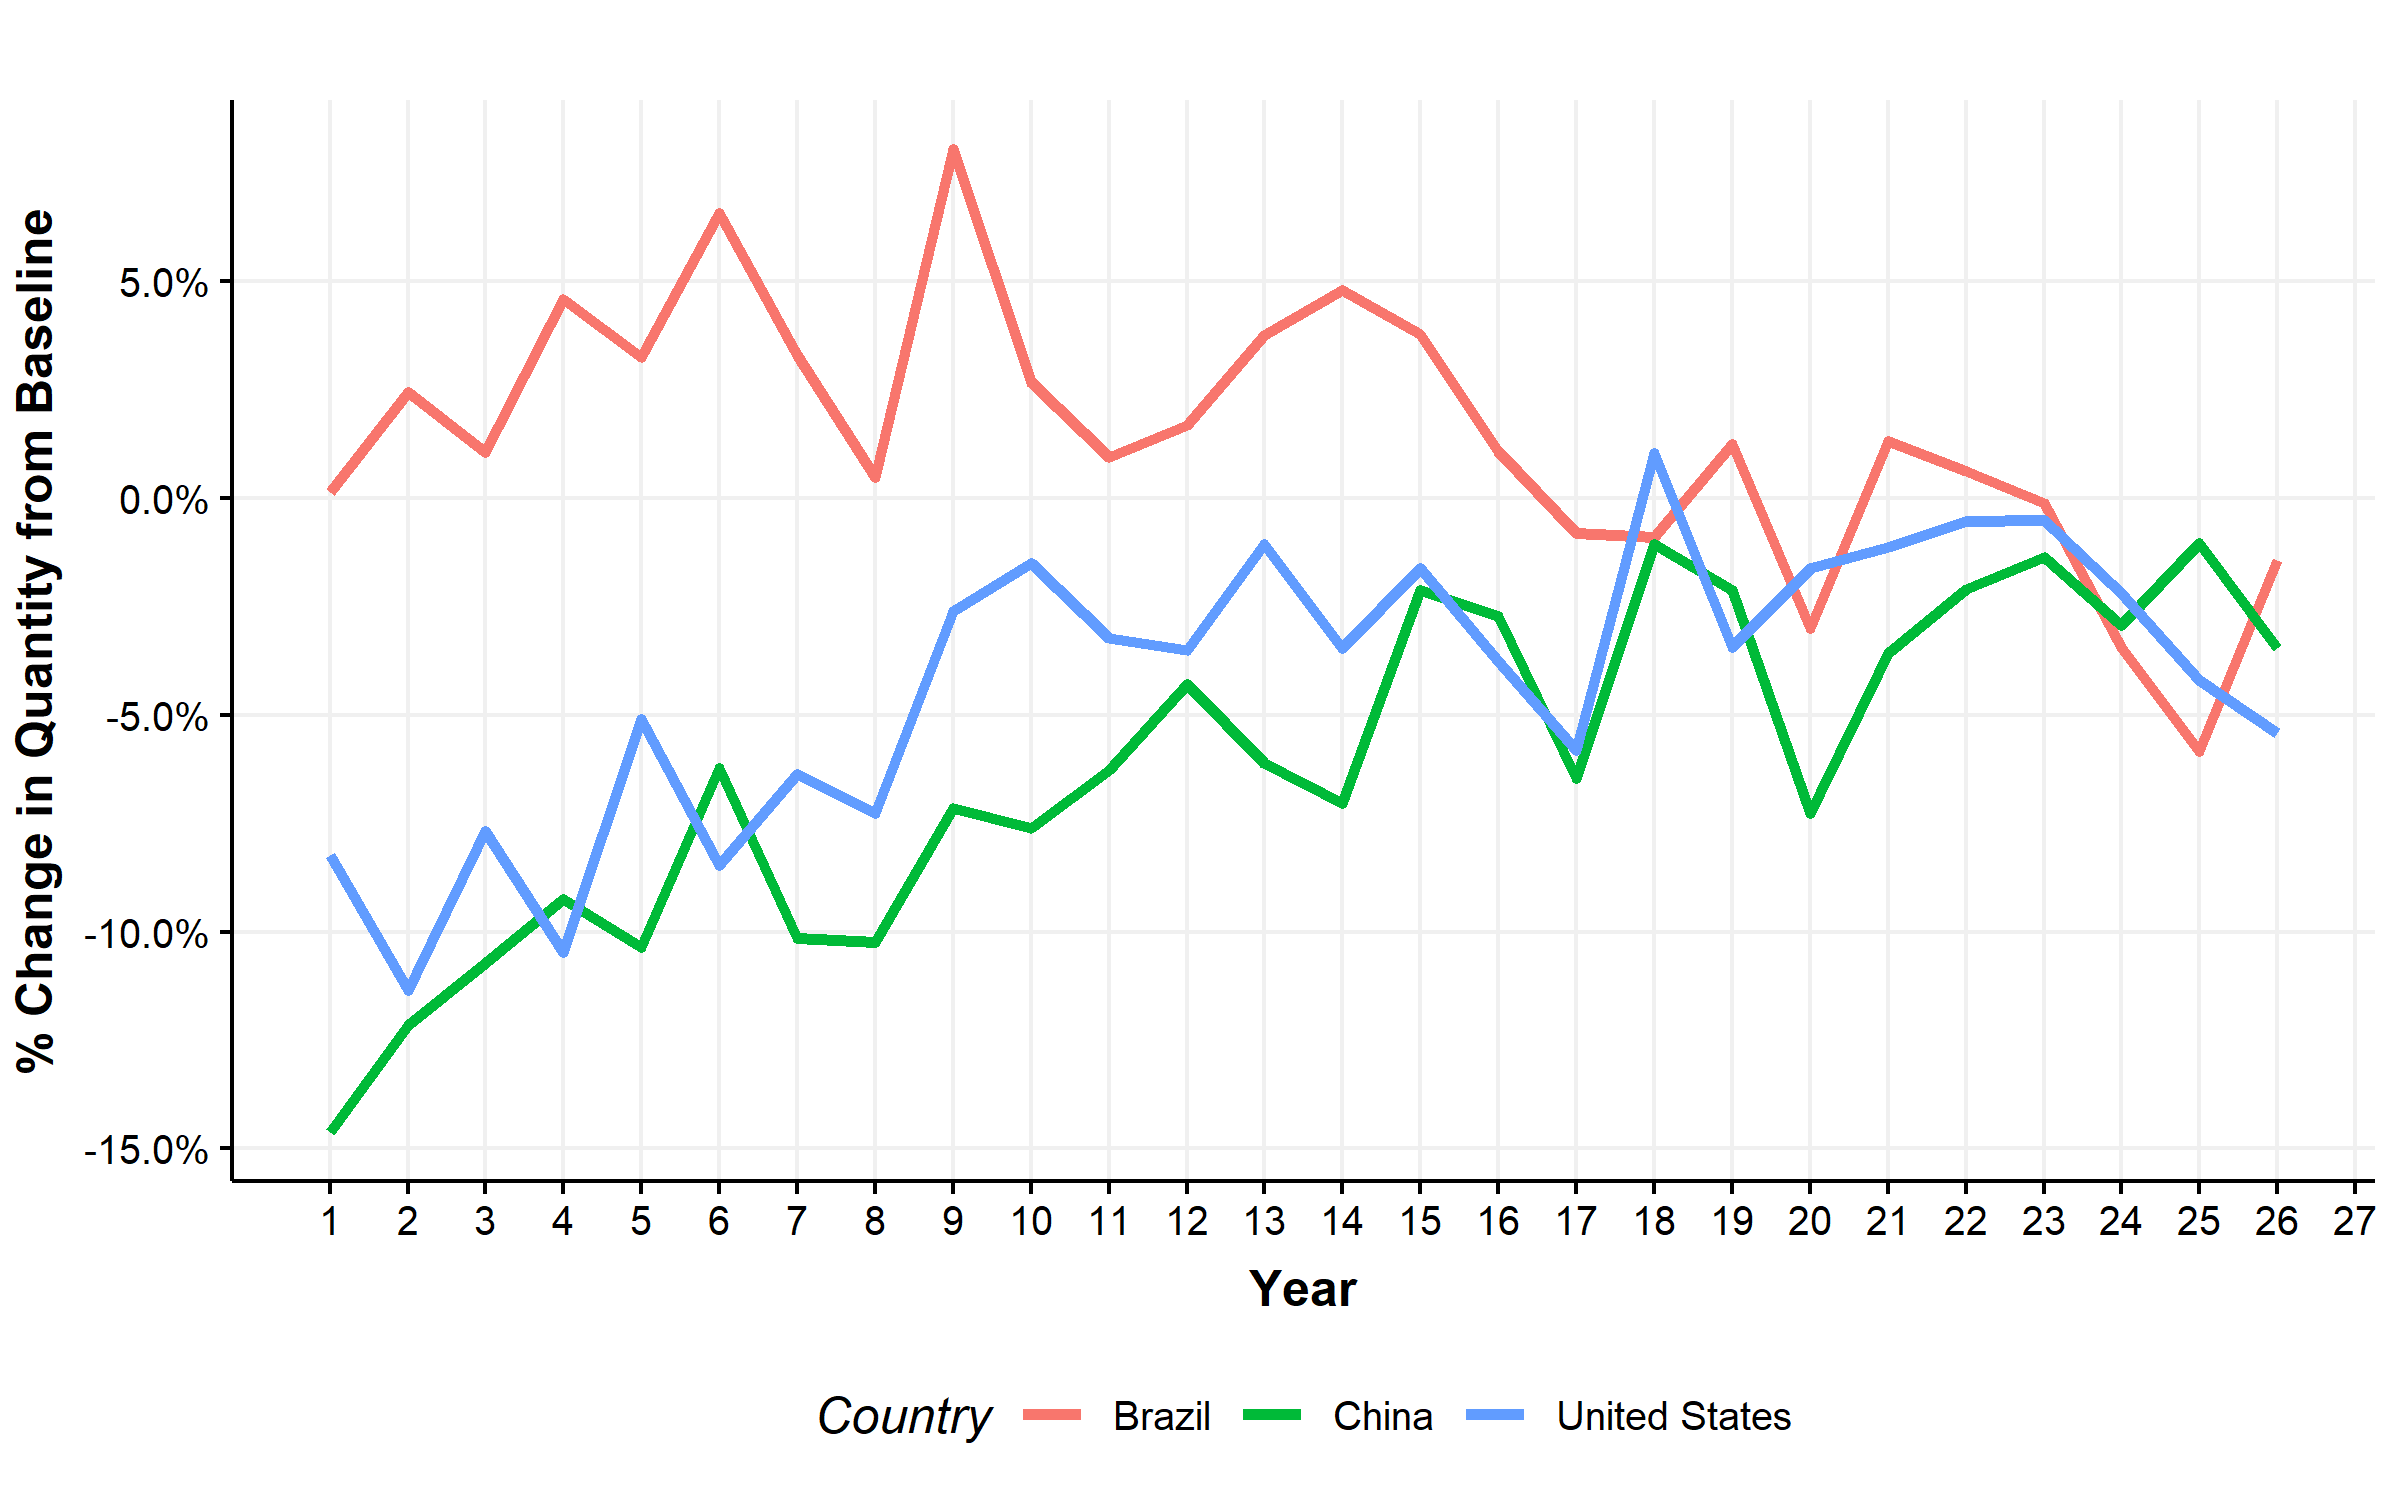 % Change in Quantity from Baseline
5.0%
0.0%
-5.0%
-10.0%
-15.0%
1 2 3 4 5 6 7 8 9 10 11 12 13 14 15 16 17 18 19 20 21 22 23 24 25 26 27
Year
Country Brazil China United States